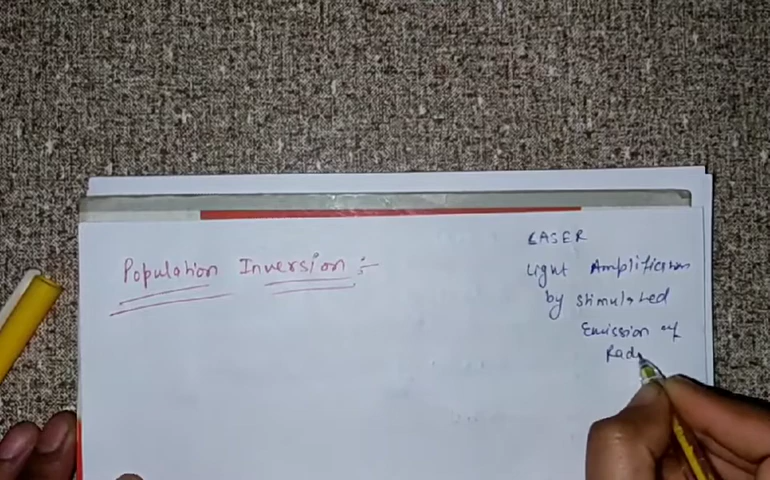 Population Inversion :-
LASER
Light Amplification
by stimulated
Emission of
Rad